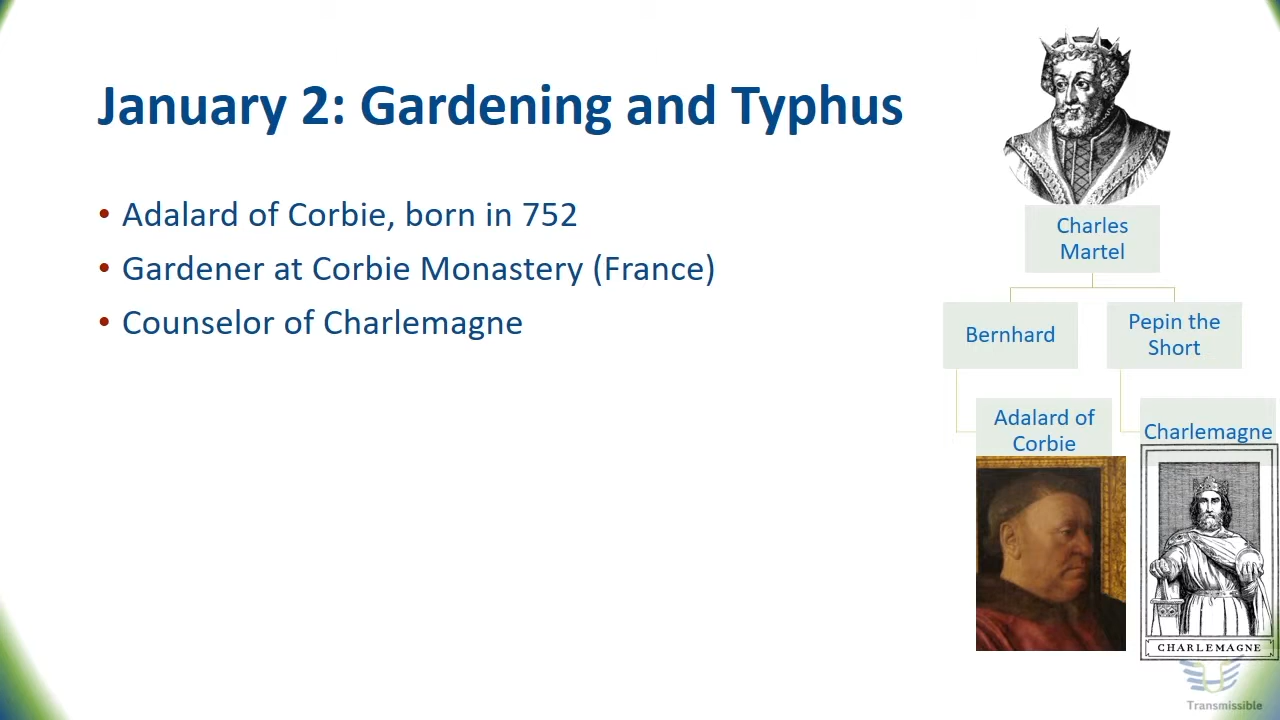 January 2: Gardening and Typhus
• Adalard of Corbie, born in 752
• Gardener at Corbie Monastery (France)
• Counselor of Charlemagne
Charles
Martel
Bernhard
Pepin the
Short
Adalard of
Corbie
Charlemagne
CHARLEMAGNE
Transmissible